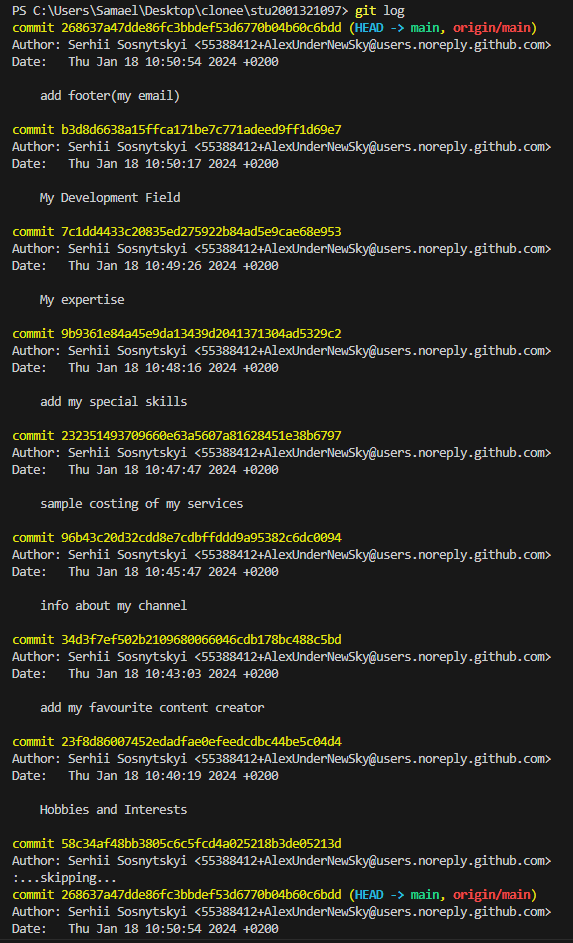 PS C:\Users\Samael\Desktop\clonee\stu2001321097> git log
commit 268637a47dde86fc3bbdef53d6770b04b60c6bdd (HEAD -> main, origin/main)
Author: Serhii Sosnytskyi <55388412+AlexUnderNewSky@users.noreply.github.com>
Date:   Thu Jan 18 10:50:54 2024 +0200
    add footer(my email)
commit b3d8d6638a15ffca171be7c771adeed9ff1d69e7
Author: Serhii Sosnytskyi <55388412+AlexUnderNewSky@users.noreply.github.com>
Date:   Thu Jan 18 10:50:17 2024 +0200
    My Development Field
commit 7c1dd4433c20835ed275922b84ad5e9cae68e953
Author: Serhii Sosnytskyi <55388412+AlexUnderNewSky@users.noreply.github.com>
Date:   Thu Jan 18 10:49:26 2024 +0200
    My expertise
commit 9b9361e84a45e9da13439d2041371304ad5329c2
Author: Serhii Sosnytskyi <55388412+AlexUnderNewSky@users.noreply.github.com>
Date:   Thu Jan 18 10:48:16 2024 +0200
    add my special skills
commit 232351493709660e63a5607a81628451e38b6797
Author: Serhii Sosnytskyi <55388412+AlexUnderNewSky@users.noreply.github.com>
Date:   Thu Jan 18 10:47:47 2024 +0200
    sample costing of my services
commit 96b43c20d32cdd8e7cdbffddd9a95382c6dc0094
Author: Serhii Sosnytskyi <55388412+AlexUnderNewSky@users.noreply.github.com>
Date:   Thu Jan 18 10:45:47 2024 +0200
    info about my channel
commit 34d3f7ef502b2109680066046cdb178bc488c5bd
Author: Serhii Sosnytskyi <55388412+AlexUnderNewSky@users.noreply.github.com>
Date:   Thu Jan 18 10:43:03 2024 +0200
    add my favourite content creator
commit 23f8d86007452edadfae0efeedcdbc44be5c04d4
Author: Serhii Sosnytskyi <55388412+AlexUnderNewSky@users.noreply.github.com>
Date:   Thu Jan 18 10:40:19 2024 +0200
    Hobbies and Interests
commit 58c34af48bb3805c6c5fcd4a025218b3de05213d
Author: Serhii Sosnytskyi <55388412+AlexUnderNewSky@users.noreply.github.com>
:...skipping...
commit 268637a47dde86fc3bbdef53d6770b04b60c6bdd (HEAD -> main, origin/main)
Author: Serhii Sosnytskyi <55388412+AlexUnderNewSky@users.noreply.github.com>
Date:   Thu Jan 18 10:50:54 2024 +0200